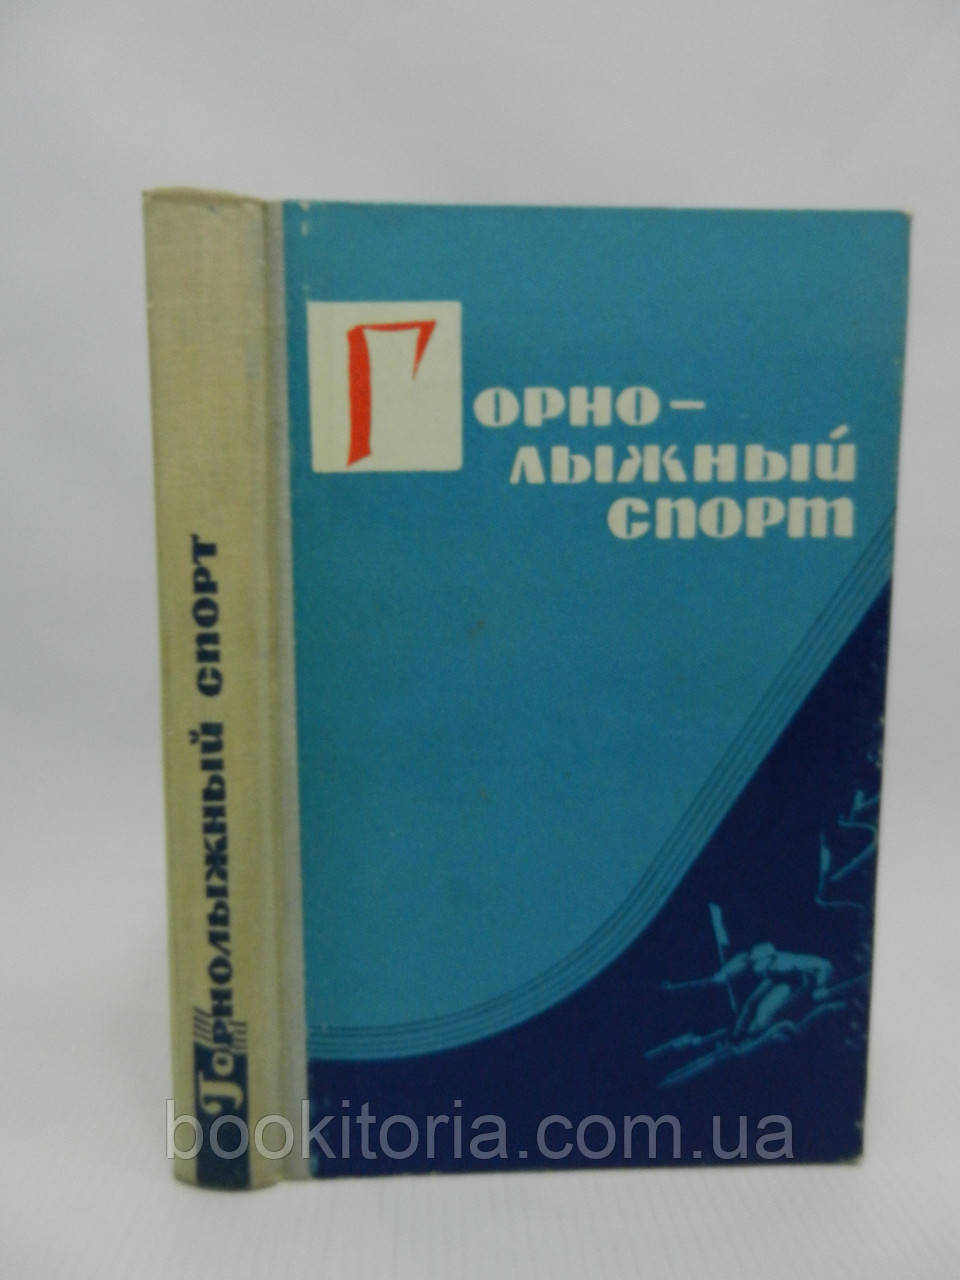 ГОРНО-
ЛЫЖНЫЙ
СПОРТ
Горнолыжный спорт
bookitoria.com.ua